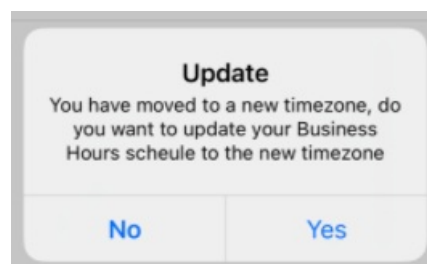 Update
You have moved to a new timezone, do
you want to update your Business
Hours scheule to the new timezone
No
Yes